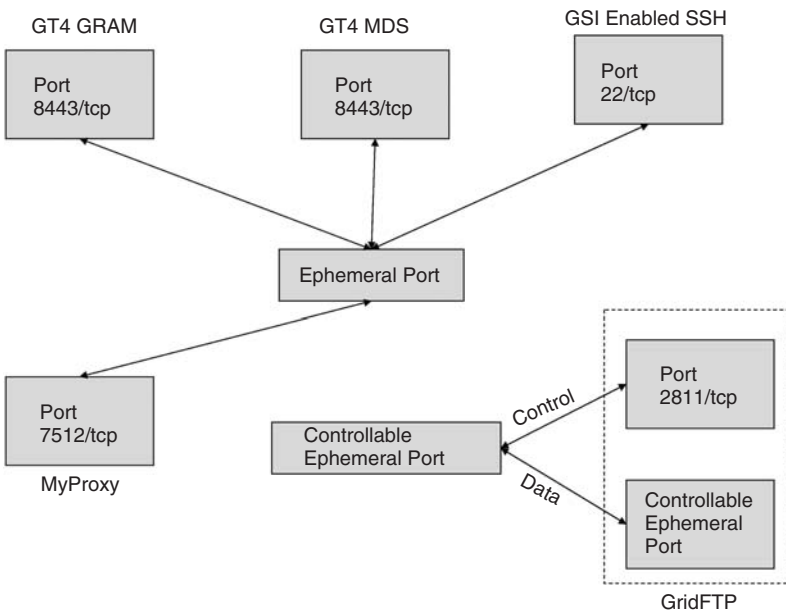 GT4 GRAM
GT4 MDS
GSI Enabled SSH
Port
8443/tcp
Port
8443/tcp
Port
22/tcp
Ephemeral Port
Port
7512/tcp
MyProxy
Controllable
Ephemeral Port
Control
Data
Port
2811/tcp
Controllable
Ephemeral
Port
GridFTP